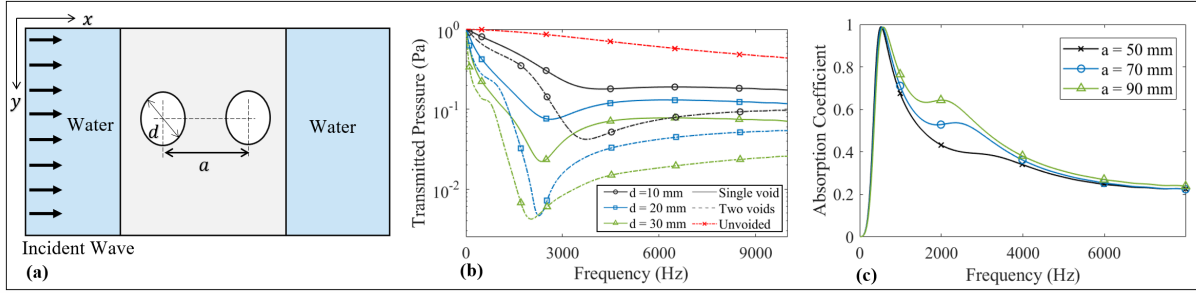 x
y
Water
d
a
Water
Incident Wave
(a)
Transmitted Pressure (Pa)
10^0
10^-1
10^-2
0 3000 6000 9000
Frequency (Hz)
d =10 mm
d = 20 mm
d = 30 mm
Single void
Two voids
Unvoided
(b)
Absorption Coefficient
1
0.8
0.6
0.4
0.2
0
0 2000 4000 6000
Frequency (Hz)
a = 50 mm
a = 70 mm
a = 90 mm
(c)